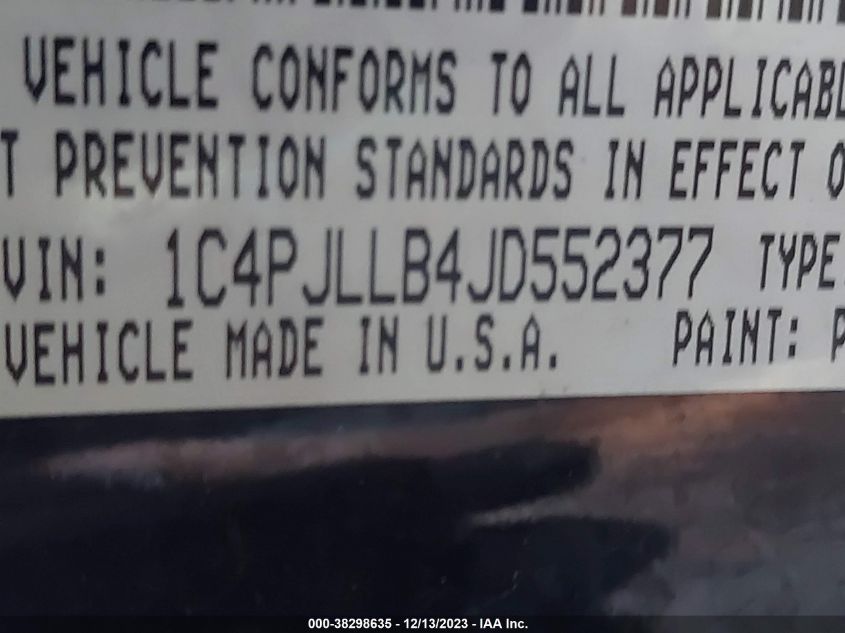 VEHICLE CONFORMS TO ALL APPLICABL
T PREVENTION STANDARDS IN EFFECT O
VIN: 1C4PJLLB4JD552377 TYPE:
VEHICLE MADE IN U.S.A. PAINT: P
000-38298635 - 12/13/2023 - IAA Inc.